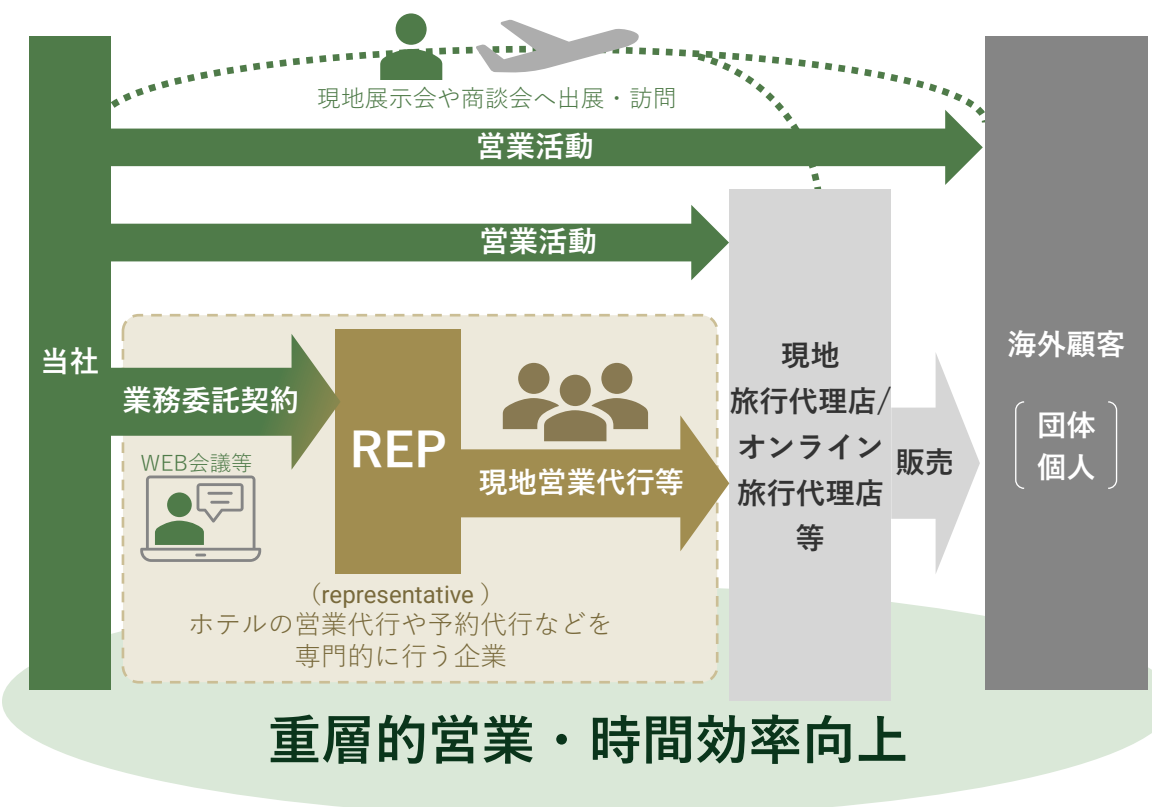 現地展示会や商談会へ出展・訪問
営業活動
営業活動
当社
業務委託契約
WEB会議等
REP
現地営業代行等
（representative ）
ホテルの営業代行や予約代行などを
専門的に行う企業
現地
旅行代理店/
オンライン
旅行代理店
等
販売
海外顧客
団体
個人
重層的営業・時間効率向上